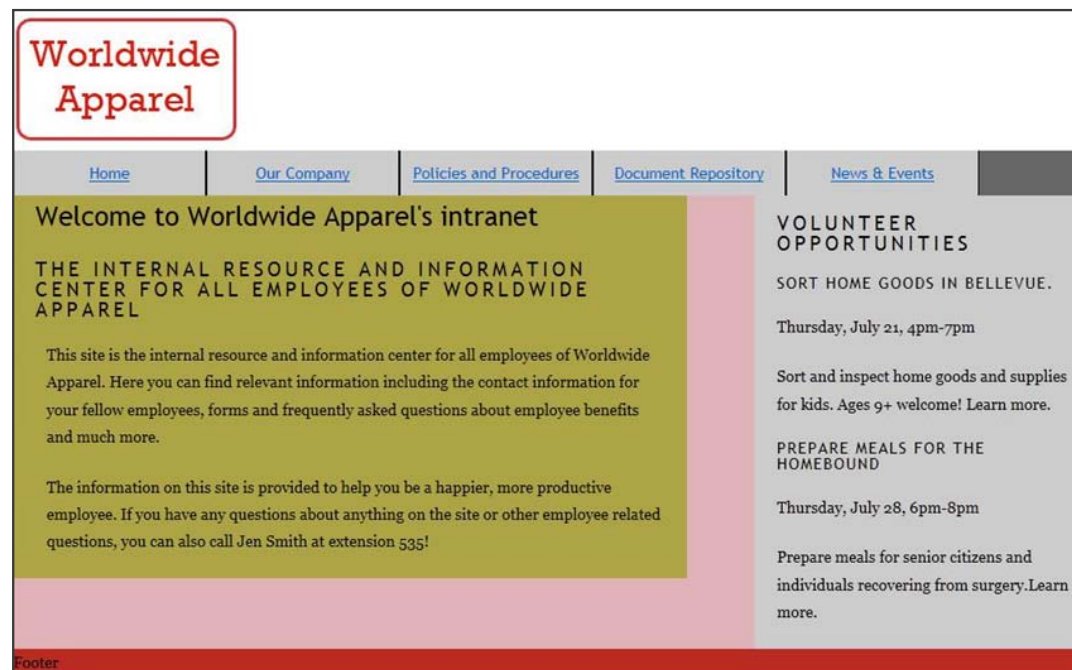 Worldwide
Apparel
Home Our Company Policies and Procedures Document Repository News & Events
Welcome to Worldwide Apparel's intranet
THE INTERNAL RESOURCE AND INFORMATION
CENTER FOR ALL EMPLOYEES OF WORLDWIDE
APPAREL
This site is the internal resource and information center for all employees of Worldwide
Apparel. Here you can find relevant information including the contact information for
your fellow employees, forms and frequently asked questions about employee benefits
and much more.
The information on this site is provided to help you be a happier, more productive
employee. If you have any questions about anything on the site or other employee related
questions, you can also call Jen Smith at extension 535!
VOLUNTEER
OPPORTUNITIES
SORT HOME GOODS IN BELLEVUE.
Thursday, July 21, 4pm-7pm
Sort and inspect home goods and supplies
for kids. Ages 9+ welcome! Learn more.
PREPARE MEALS FOR THE
HOMEBOUND
Thursday, July 28, 6pm-8pm
Prepare meals for senior citizens and
individuals recovering from surgery.Learn
more.
Footer